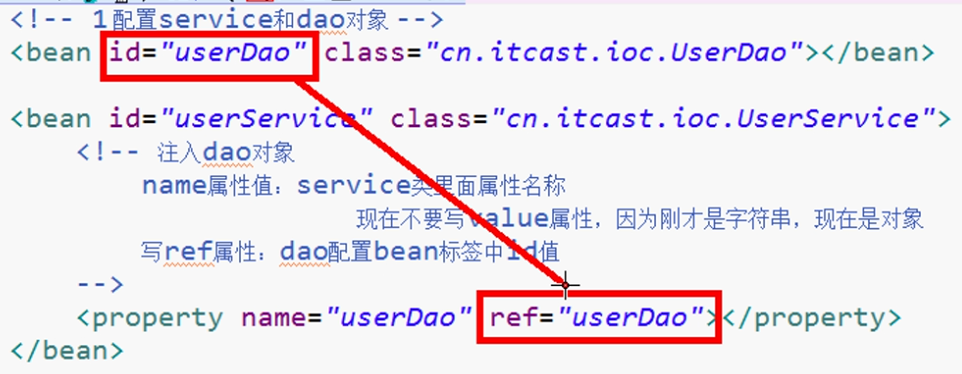 <!-- 1配置service和dao对象 -->
<bean id="userDao" class="cn.itcast.ioc.UserDao"></bean>
<bean id="userService" class="cn.itcast.ioc.UserService">
<!-- 注入dao对象
name属性值：service类里面属性名称
现在不要写value属性，因为刚才是字符串，现在是对象
写ref属性：dao配置bean标签中id值
-->
<property name="userDao" ref="userDao"></property>
</bean>